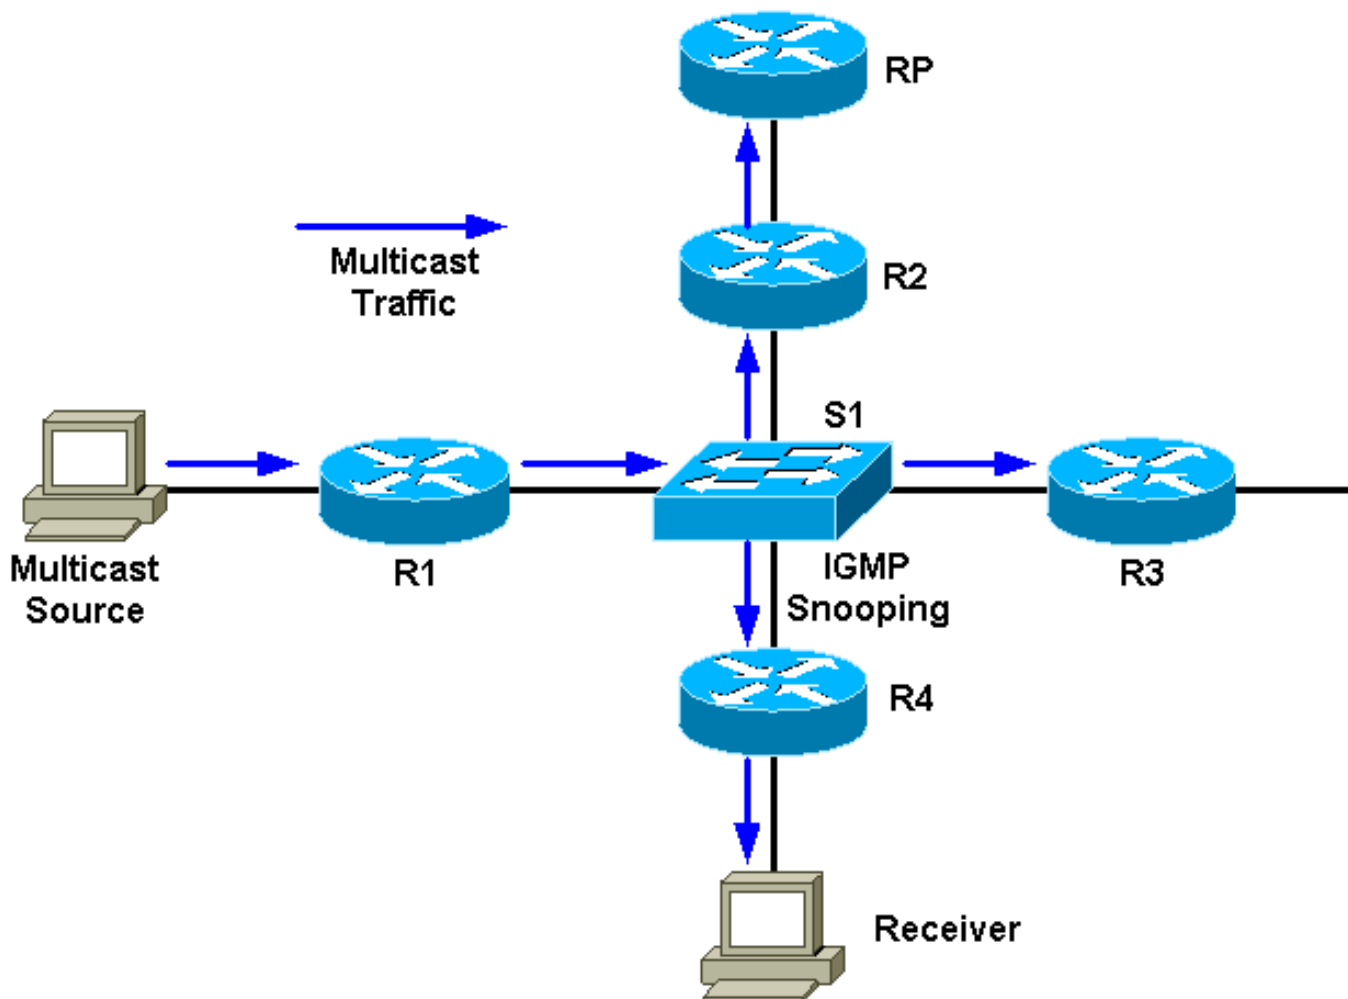 RP
Multicast
Traffic
R2
S1
Multicast
Source
R1
IGMP
Snooping
R3
R4
Receiver